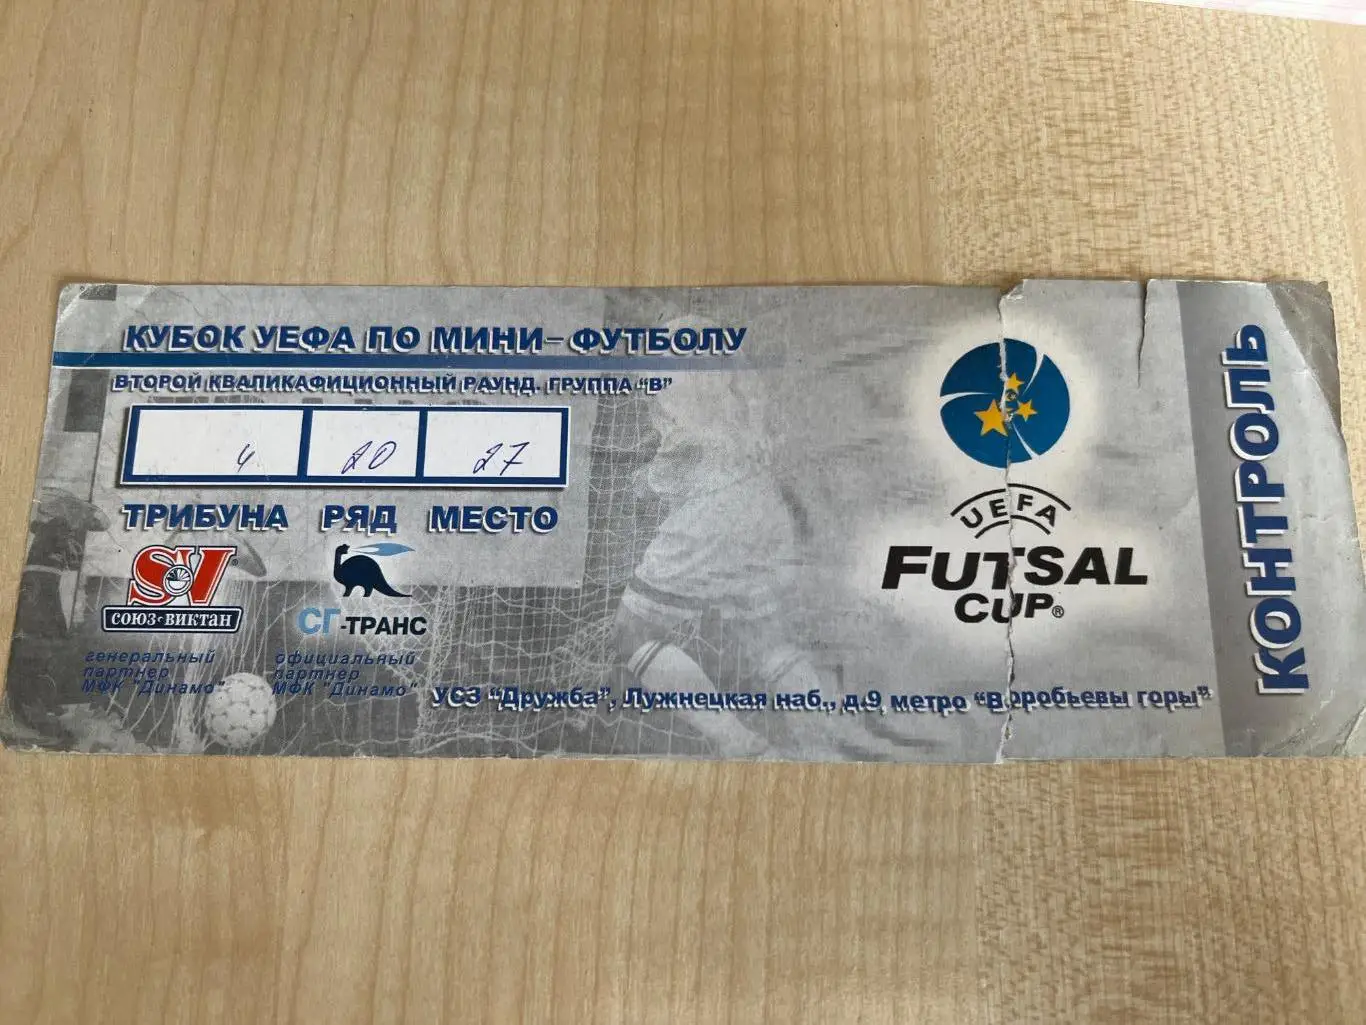 КУБОК УЕФА ПО МИНИ-ФУТБОЛУ
ВТОРОЙ КВАЛИКАФИЦИОННЫЙ РАУНД. ГРУППА "В"
4 20 27
ТРИБУНА РЯД МЕСТО
SV®
СОЮЗ-ВИКТАН
генеральный
партнер
МФК "Динамо"
СГ-ТРАНС
официальный
партнер
МФК "Динамо"
УСЗ "Дружба", Лужнецкая наб., д.9 метро "Воробьевы горы"
UEFA
FUTSAL
CUP®
КОНТРОЛЬ